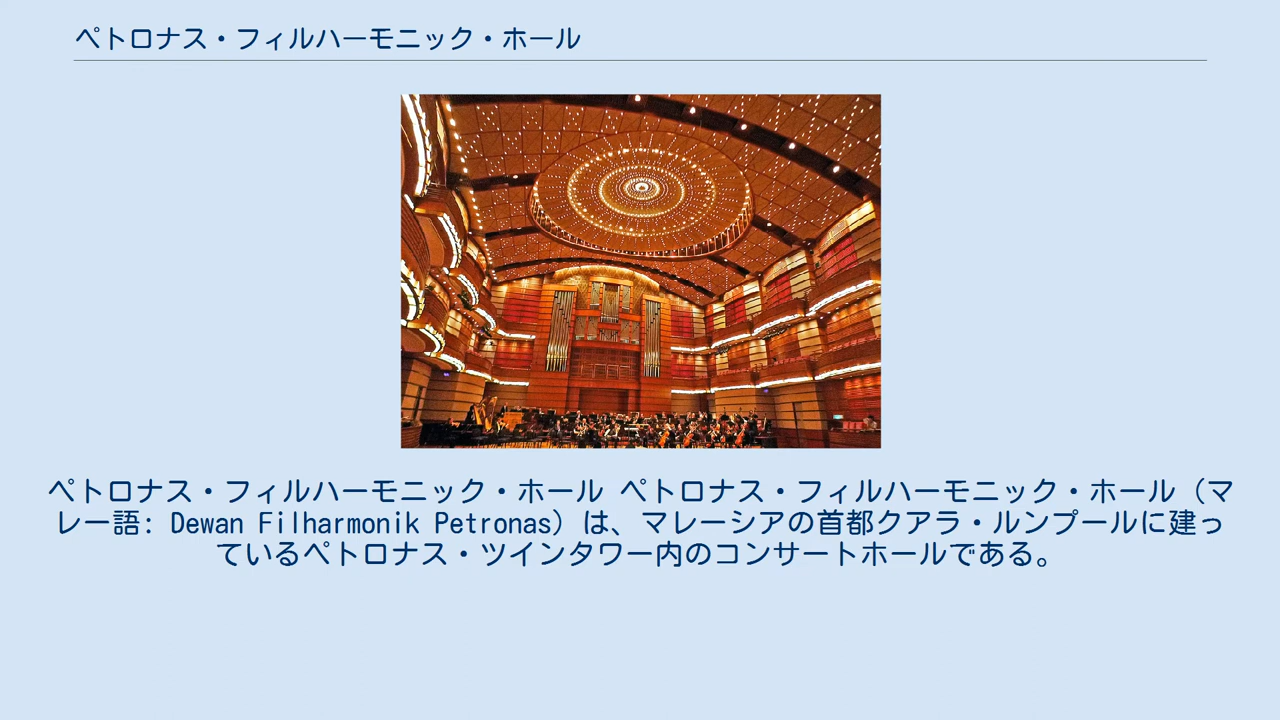 ペトロナス・フィルハーモニック・ホール
ペトロナス・フィルハーモニック・ホール ペトロナス・フィルハーモニック・ホール（マ
レー語: Dewan Filharmonik Petronas）は、マレーシアの首都クアラ・ルンプールに建っ
ているペトロナス・ツインタワー内のコンサートホールである。